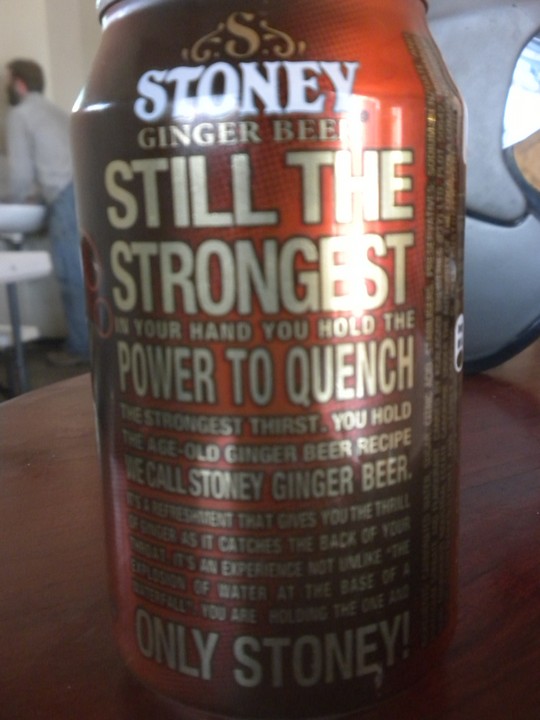 S.
STONEY
GINGER BEER
STILL THE
STRONGEST
IN YOUR HAND YOU HOLD THE
POWER TO QUENCH
THE STRONGEST THIRST. YOU HOLD
THE AGE-OLD GINGER BEER RECIPE
WE CALL STONEY GINGER BEER.
IT'S A REFRESHMENT THAT GIVES YOU THE THRILL
OF GINGER AS IT CATCHES THE BACK OF YOUR
THROAT. IT'S AN EXPERIENCE NOT UNLIKE "THE
EXPLOSION OF WATER AT THE BASE OF A
WATERFALL". YOU ARE HOLDING THE ONE AND
ONLY STONEY!